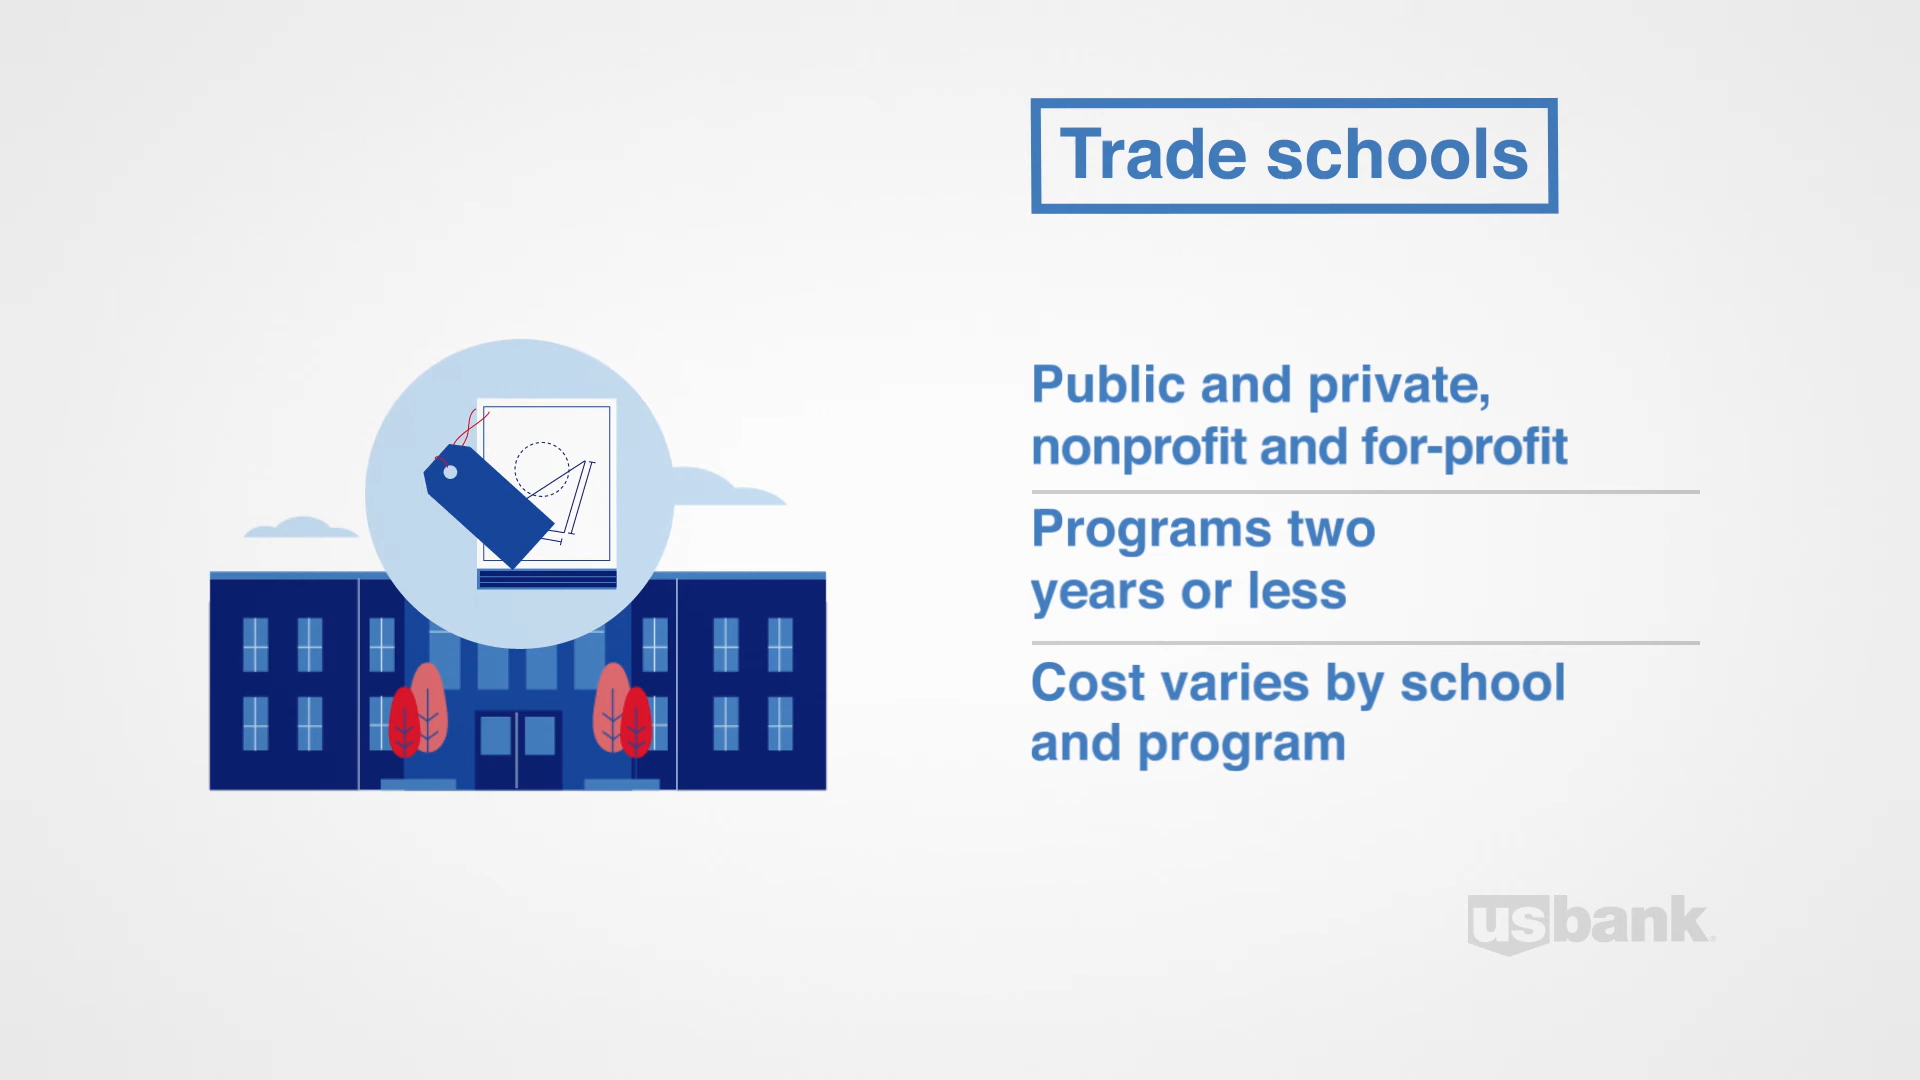 Trade schools
Public and private,
nonprofit and for-profit
Programs two
years or less
Cost varies by school
and program
usbank